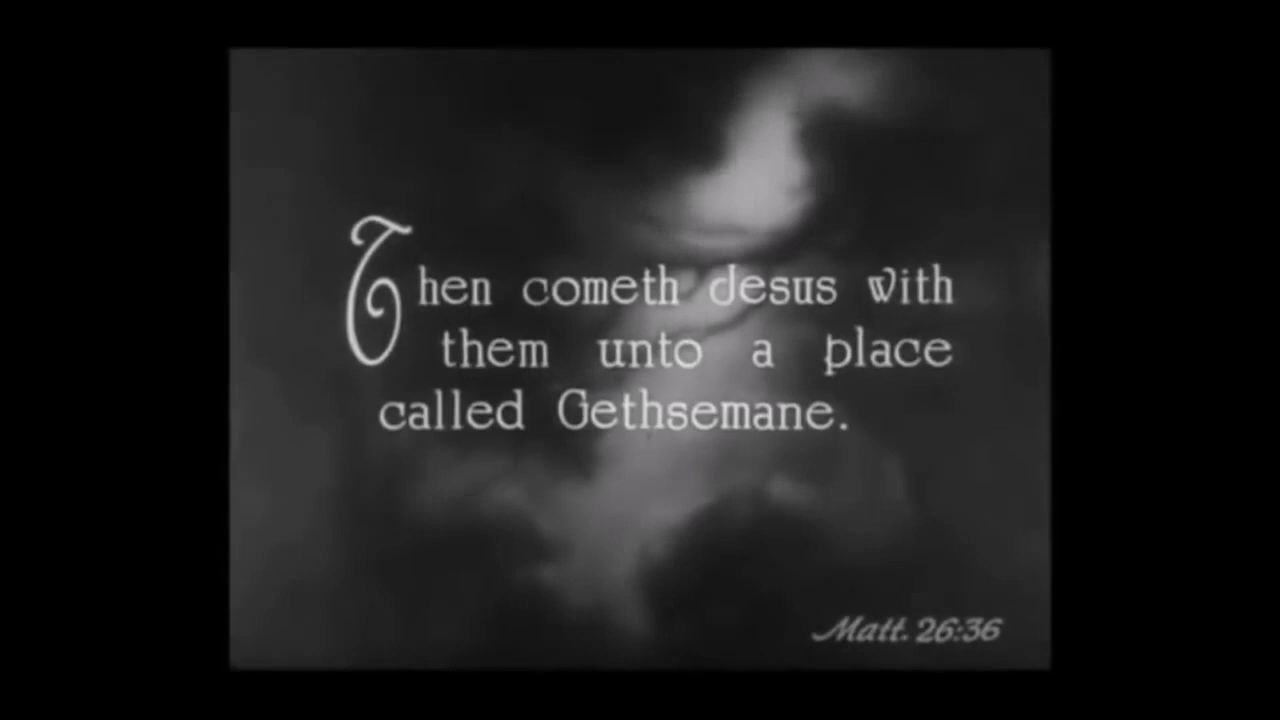 Then cometh Jesus with
them unto a place
called Gethsemane.
Matt. 26:36